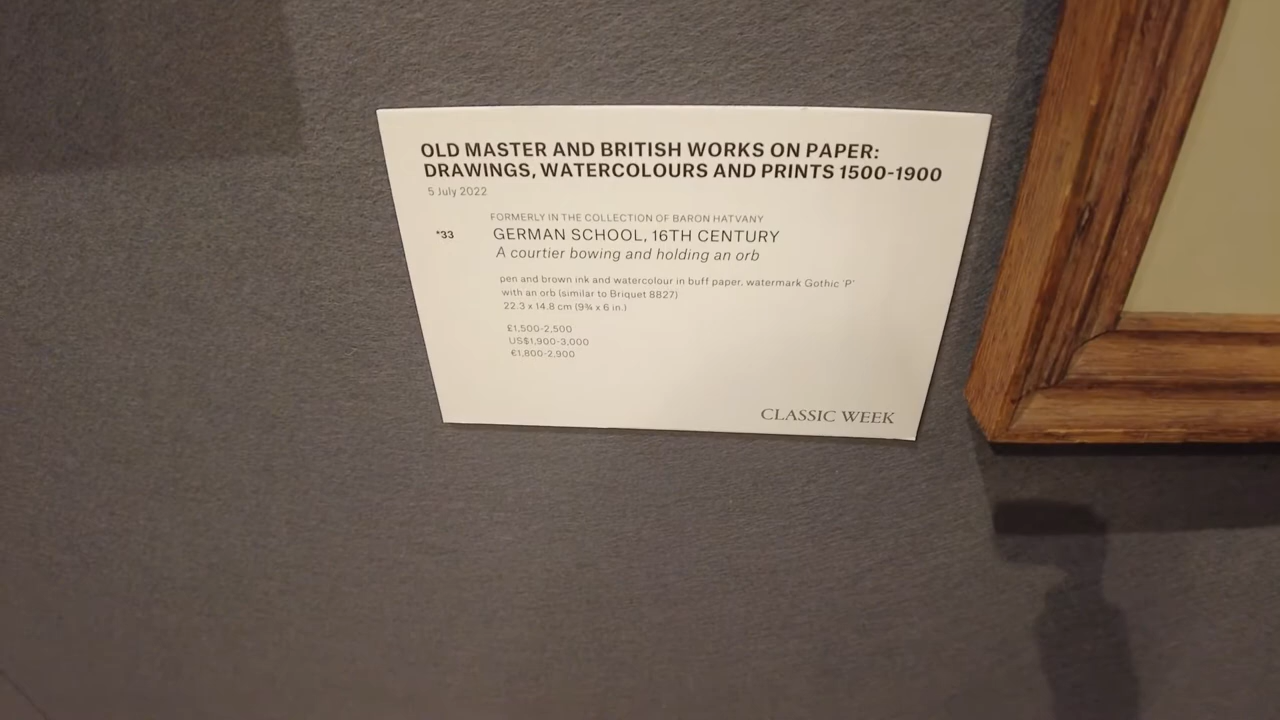 OLD MASTER AND BRITISH WORKS ON PAPER:
DRAWINGS, WATERCOLOURS AND PRINTS 1500-1900
5 July 2022
FORMERLY IN THE COLLECTION OF BARON HATVANY
*33 GERMAN SCHOOL, 16TH CENTURY
A courtier bowing and holding an orb
pen and brown ink and watercolour in buff paper, watermark Gothic 'P'
with an orb (similar to Briquet 8827)
22.3 x 14.8 cm (9¾ x 6 in.)
£1,500-2,500
US$1,900-3,000
€1,800-2,900
CLASSIC WEEK